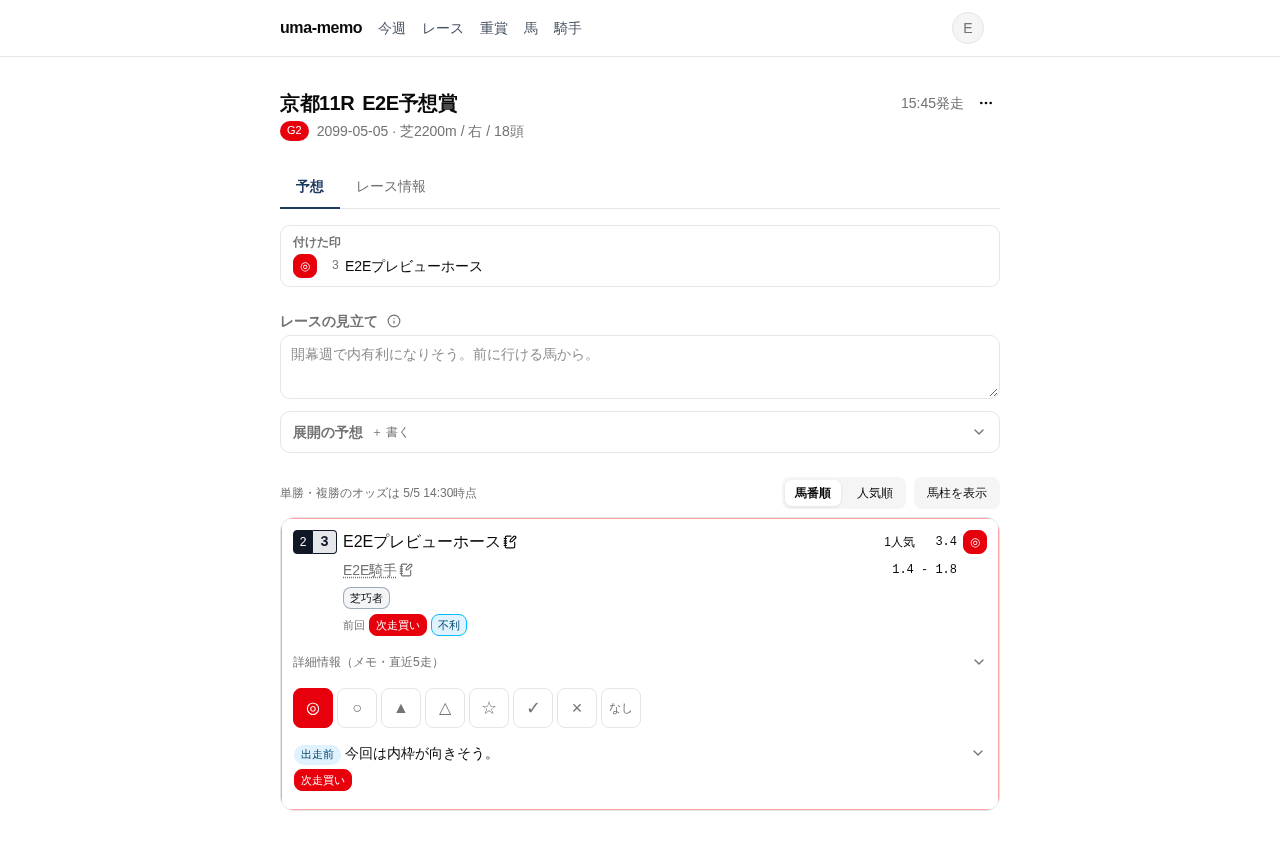 uma-memo 今週 レース 重賞 馬 騎手 E
京都11R E2E予想賞 15:45発走 …
G2 2099-05-05 · 芝2200m / 右 / 18頭
予想 レース情報
付けた印
◎ 3 E2Eプレビューホース
レースの見立て
開幕週で内有利になりそう。前に行ける馬から。
展開の予想 + 書く
単勝・複勝のオッズは 5/5 14:30時点 馬番順 人気順 馬柱を表示
2 3 E2Eプレビューホース 1人気 3.4 ◎
E2E騎手 1.4 - 1.8
芝巧者
前回 次走買い 不利
詳細情報（メモ・直近5走）
◎ ○ ▲ △ ☆ ✓ × なし
出走前 今回は内枠が向きそう。
次走買い